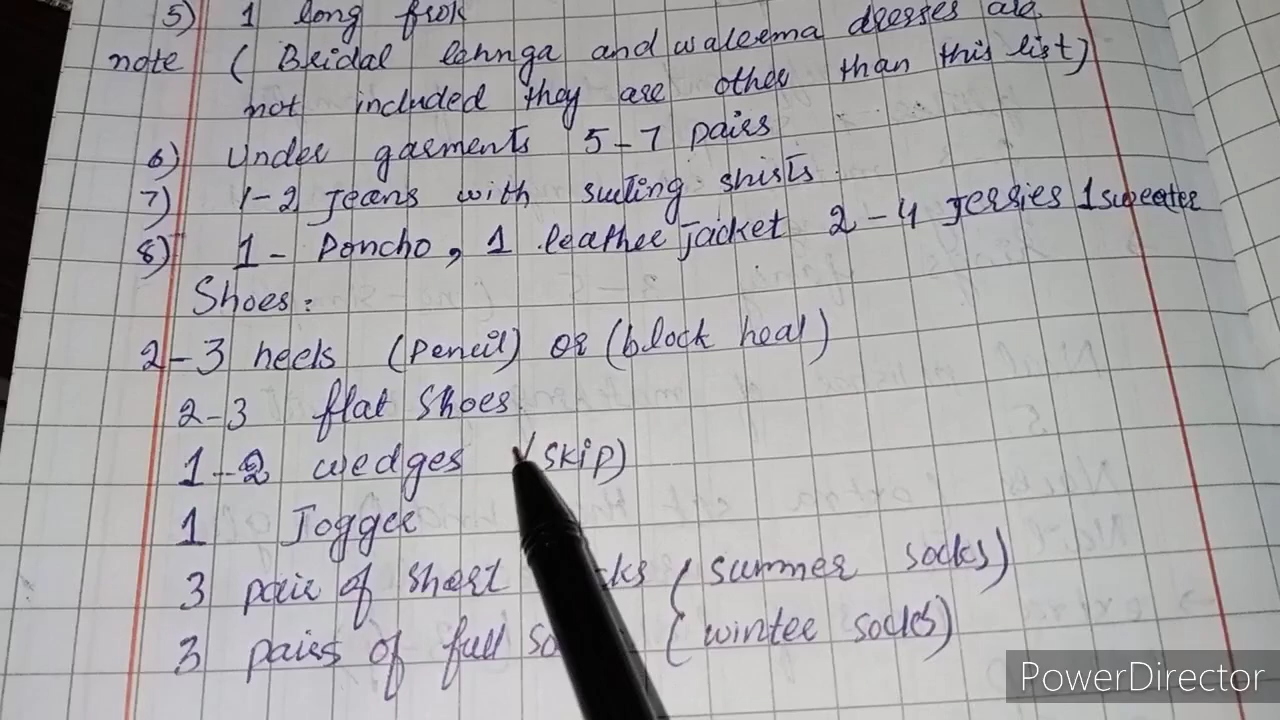 5) 1 long frok
note ( Bridal lehnga and waleema dresses are
not included they are other than this list)
6) Under garments 5-7 pairs
7) 1-2 Jeans with suiting shirts
8) 1- Poncho, 1 leather jacket 2-4 Jersies 1 sweater
Shoes:
2-3 heels (Pencil) or (block heal)
2-3 flat shoes.
1-2 wedges (skip)
1 Jogger
3 pair of short cks (summer socks)
3 pairs of full so (winter socks)
PowerDirector